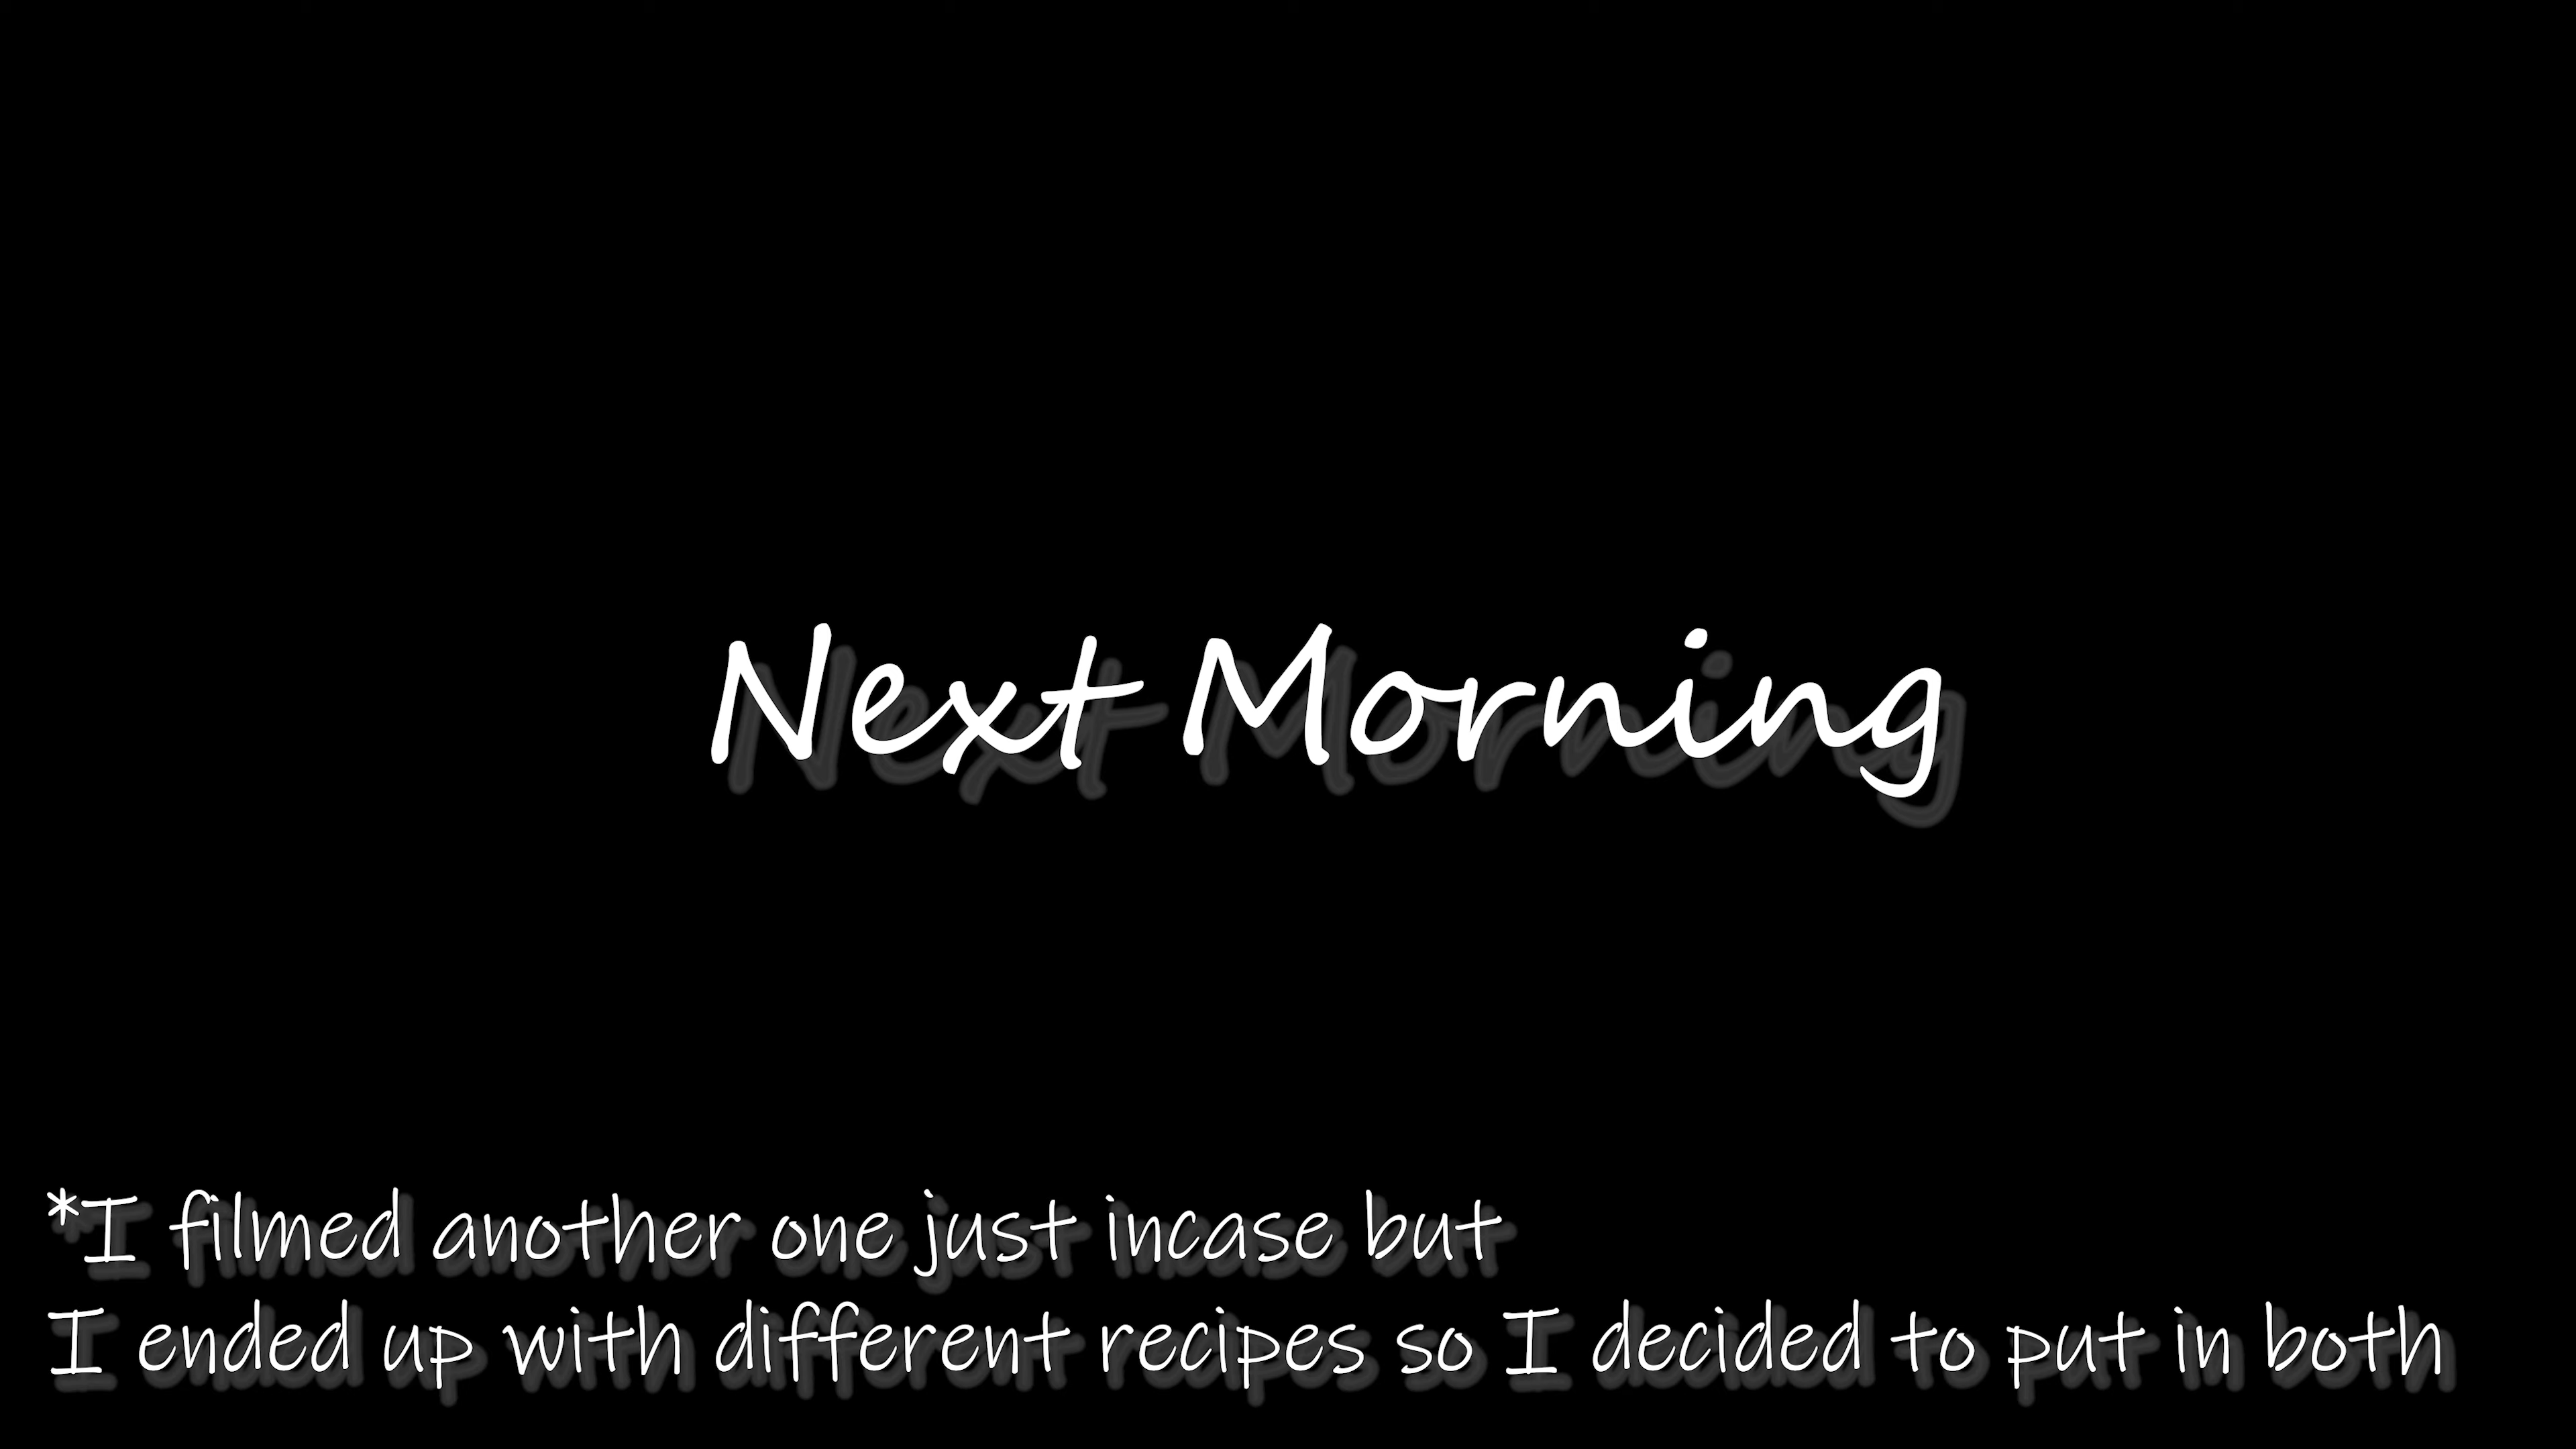 Next Morning
*I filmed another one just incase but
I ended up with different recipes so I decided to put in both